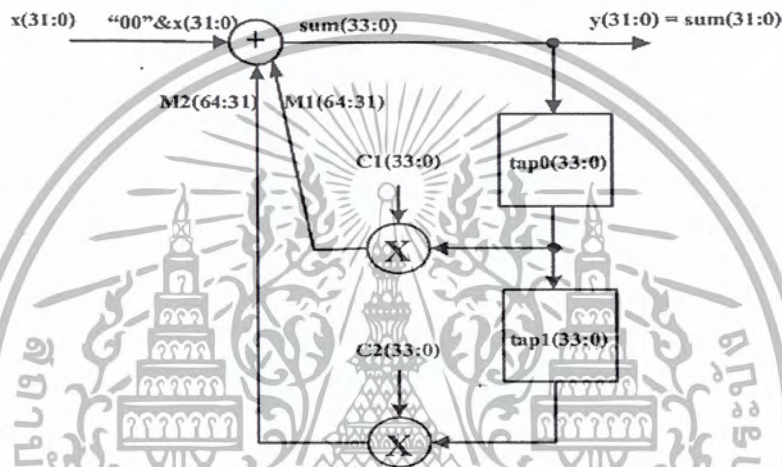 x(31:0) “00”&x(31:0) + sum(33:0) y(31:0) = sum(31:0)
M2(64:31) M1(64:31)
C1(33:0) tap0(33:0)
X
C2(33:0) tap1(33:0)
X